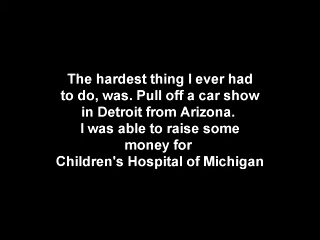 The hardest thing I ever had
to do, was. Pull off a car show
in Detroit from Arizona.
I was able to raise some
money for
Children's Hospital of Michigan